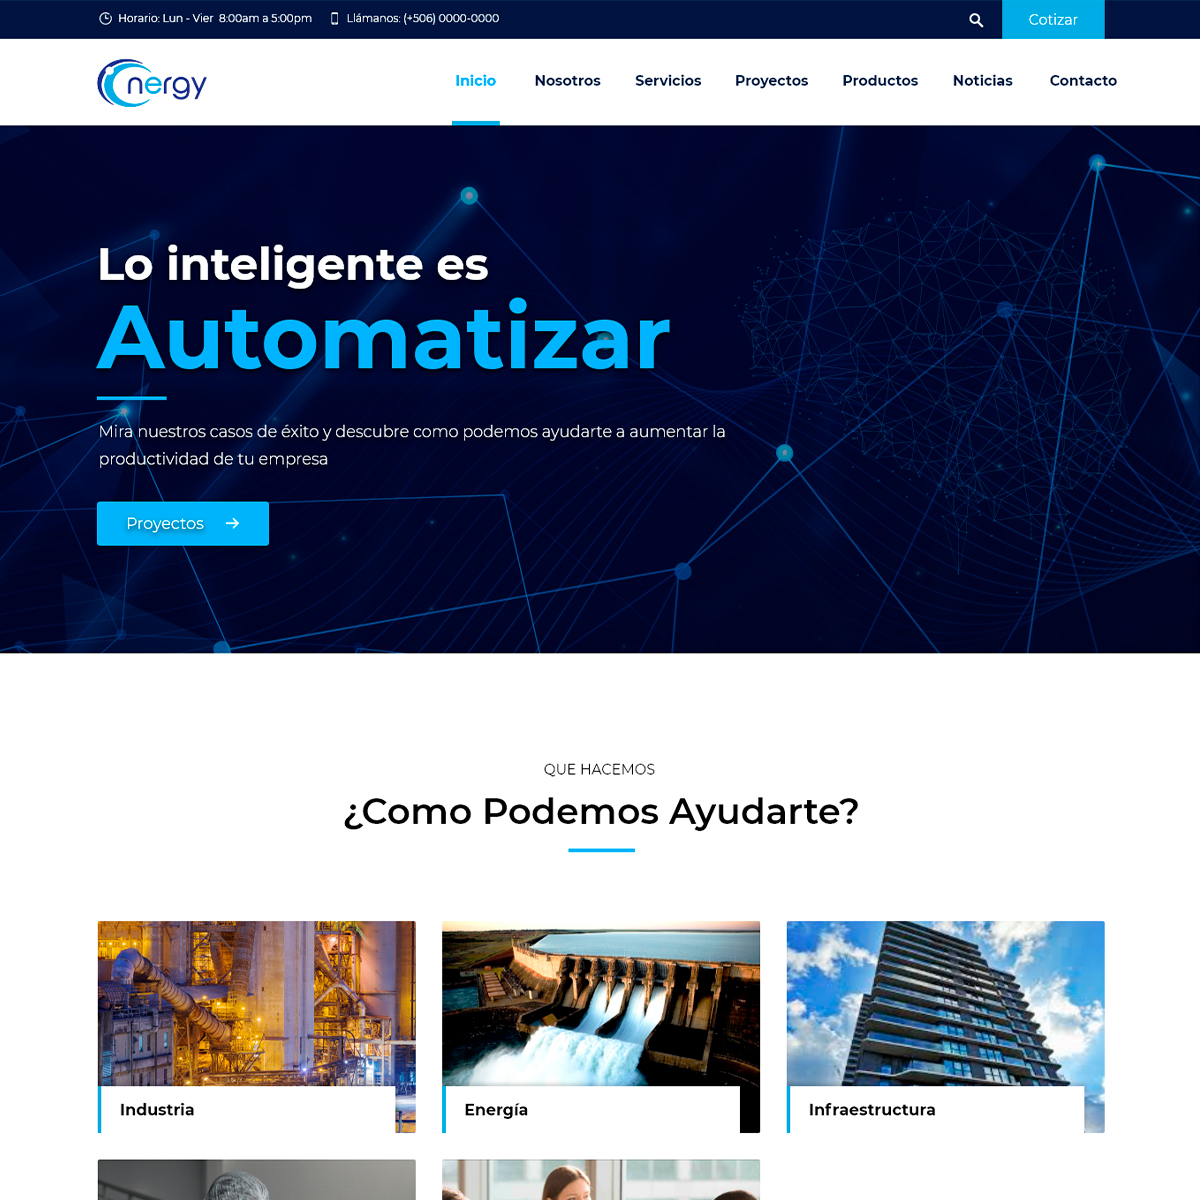 Horario: Lun - Vier 8:00am a 5:00pm
Llámanos: (+506) 0000-0000
Cotizar
nergy
Inicio
Nosotros
Servicios
Proyectos
Productos
Noticias
Contacto
Lo inteligente es
Automatizar
Mira nuestros casos de éxito y descubre como podemos ayudarte a aumentar la
productividad de tu empresa
Proyectos
QUE HACEMOS
¿Como Podemos Ayudarte?
Industria
Energía
Infraestructura